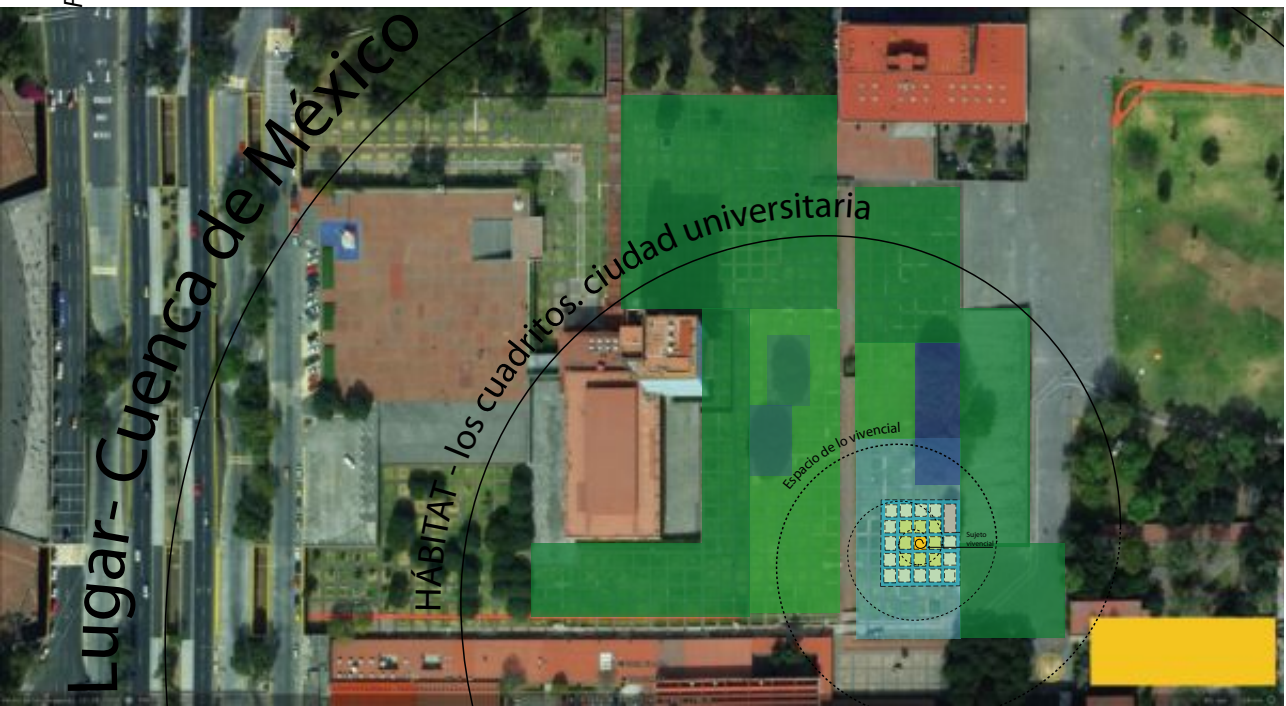 Lugar- Cuenca de México
HÁBITAT - los cuadritos. ciudad universitaria
Espacio de lo vivencial
Sujeto
vivencial